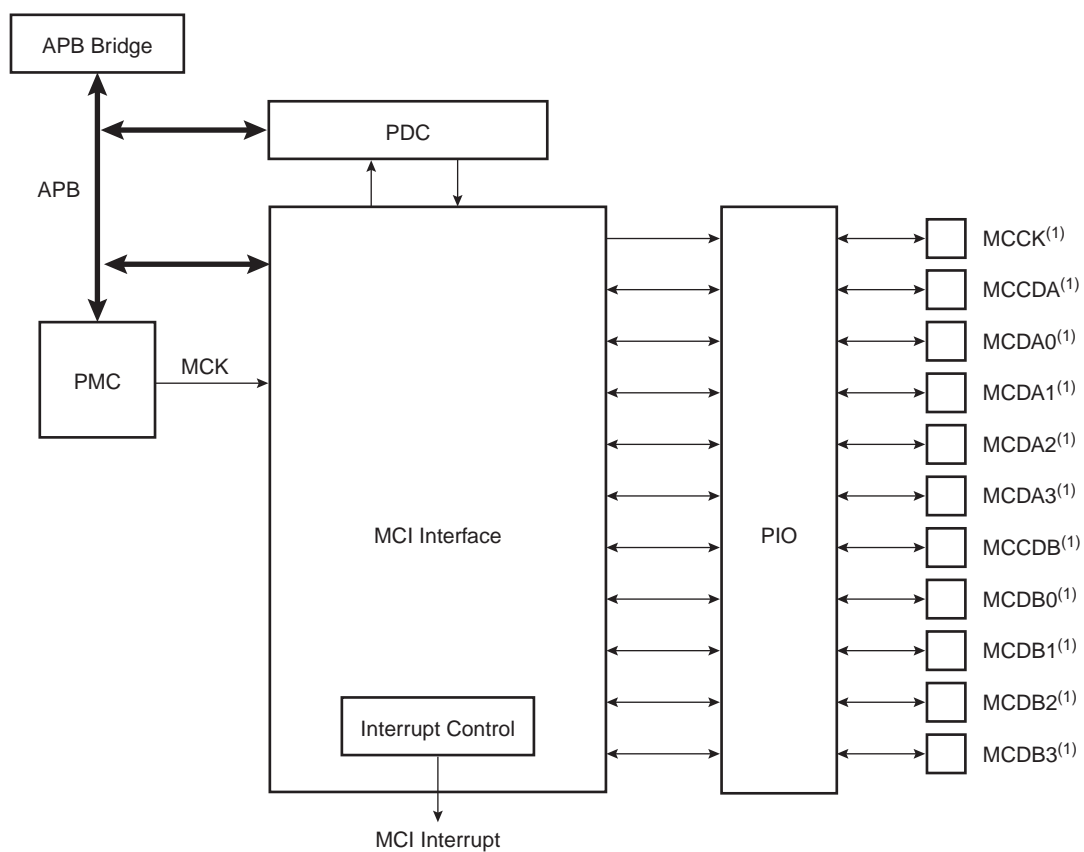 APB Bridge
PDC
APB
MCCK(1)
MCCDA(1)
MCDA0(1)
PMC
MCK
MCDA1(1)
MCDA2(1)
MCDA3(1)
MCI Interface
PIO
MCCDB(1)
MCDB0(1)
MCDB1(1)
MCDB2(1)
Interrupt Control
MCDB3(1)
MCI Interrupt